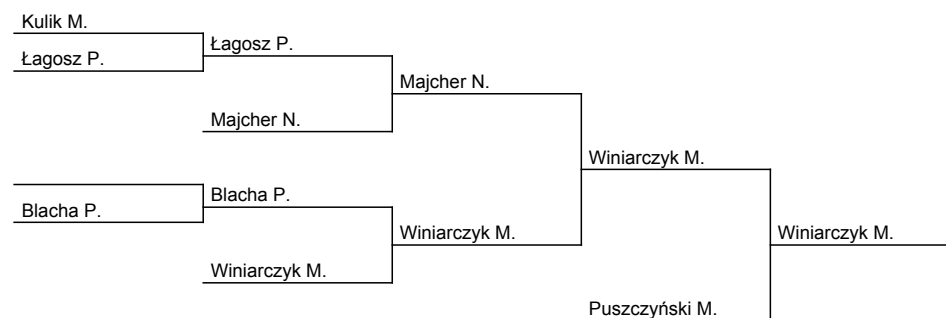 Kulik M.
Łagosz P.
Łagosz P.
Majcher N.
Majcher N.
Winiarczyk M.
Blacha P.
Blacha P.
Winiarczyk M.
Winiarczyk M.
Winiarczyk M.
Puszczyński M.